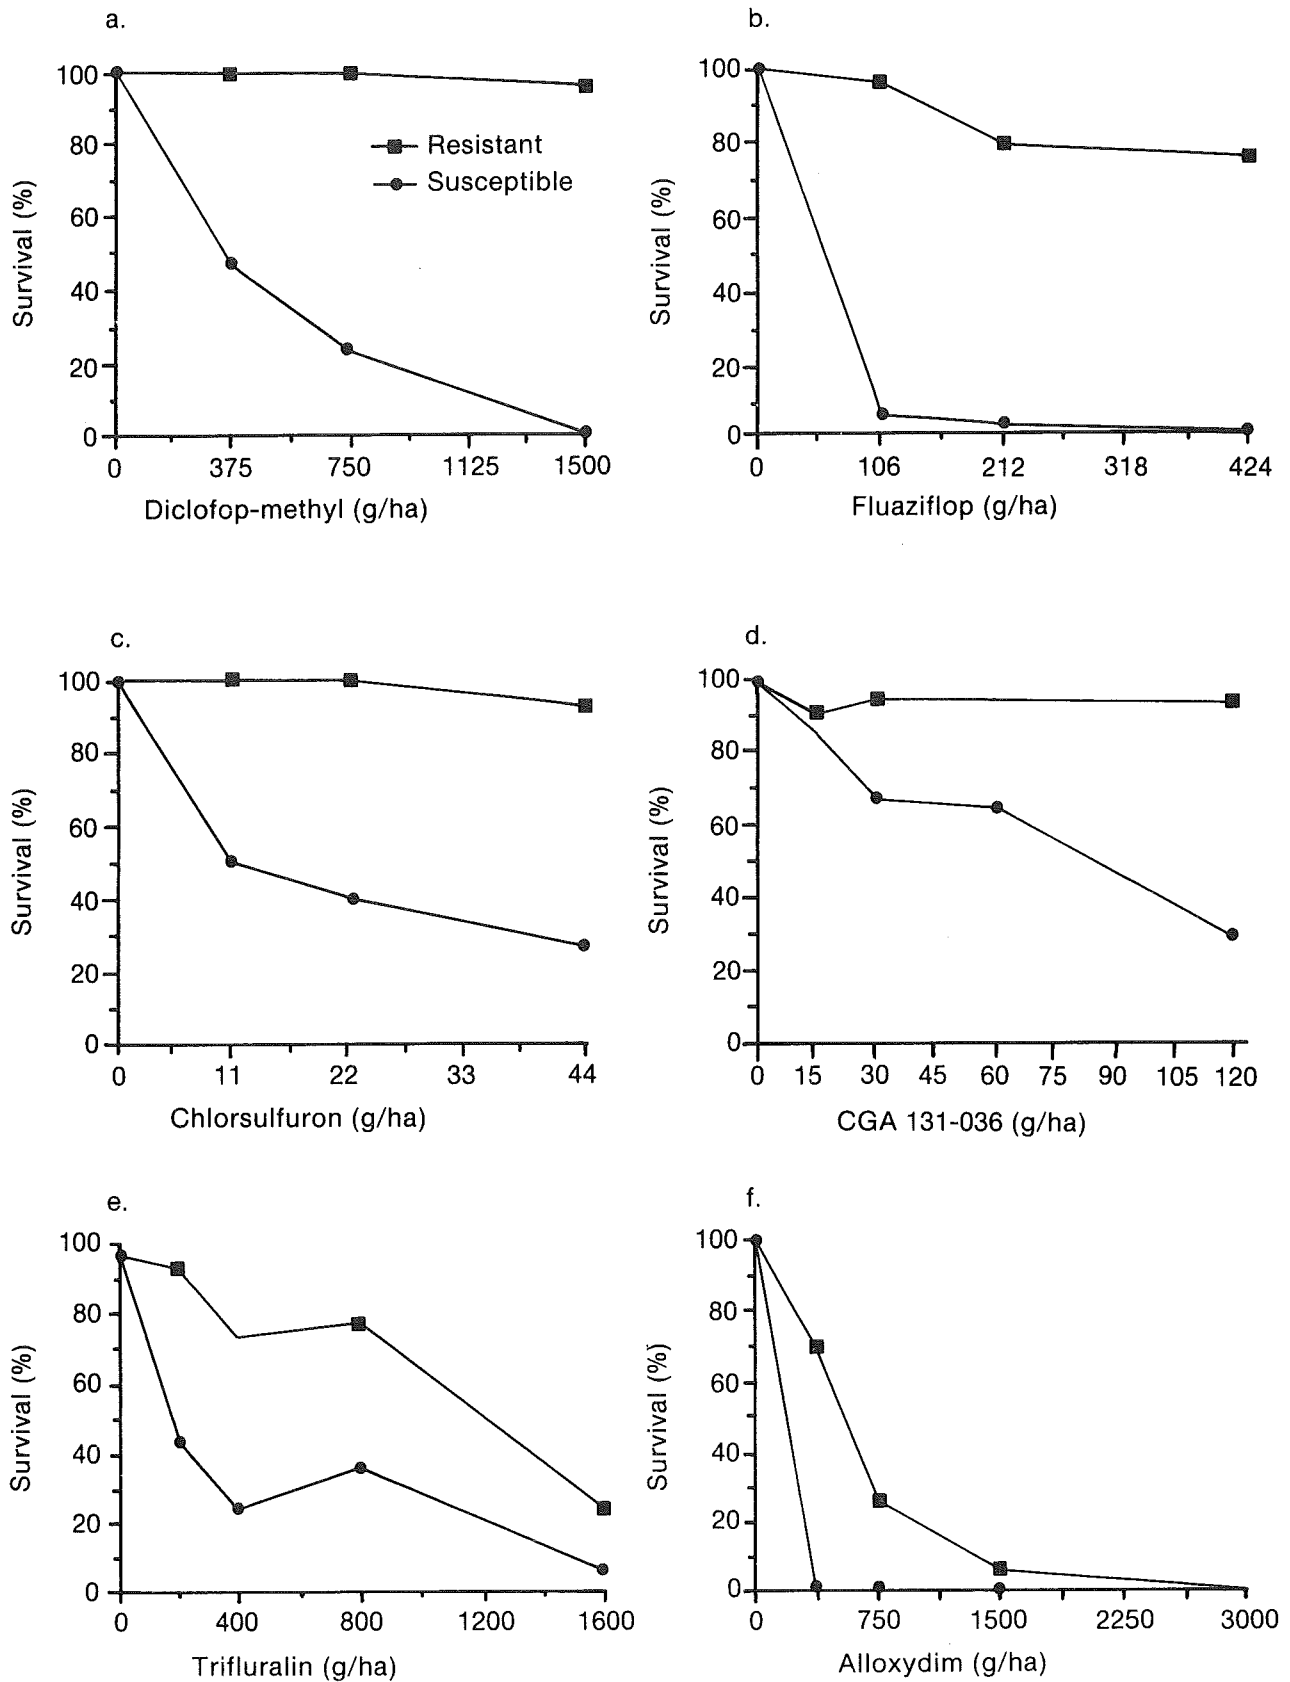 a.
100
80
60
40
20
0
Survival (%)
Resistant
Susceptible
0 375 750 1125 1500
Diclofop-methyl (g/ha)
b.
100
80
60
40
20
0
Survival (%)
0 106 212 318 424
Fluaziflop (g/ha)
c.
100
80
60
40
20
0
Survival (%)
0 11 22 33 44
Chlorsulfuron (g/ha)
d.
100
80
60
40
20
0
Survival (%)
0 15 30 45 60 75 90 105 120
CGA 131-036 (g/ha)
e.
100
80
60
40
20
0
Survival (%)
0 400 800 1200 1600
Trifluralin (g/ha)
f.
100
80
60
40
20
0
Survival (%)
0 750 1500 2250 3000
Alloxydim (g/ha)